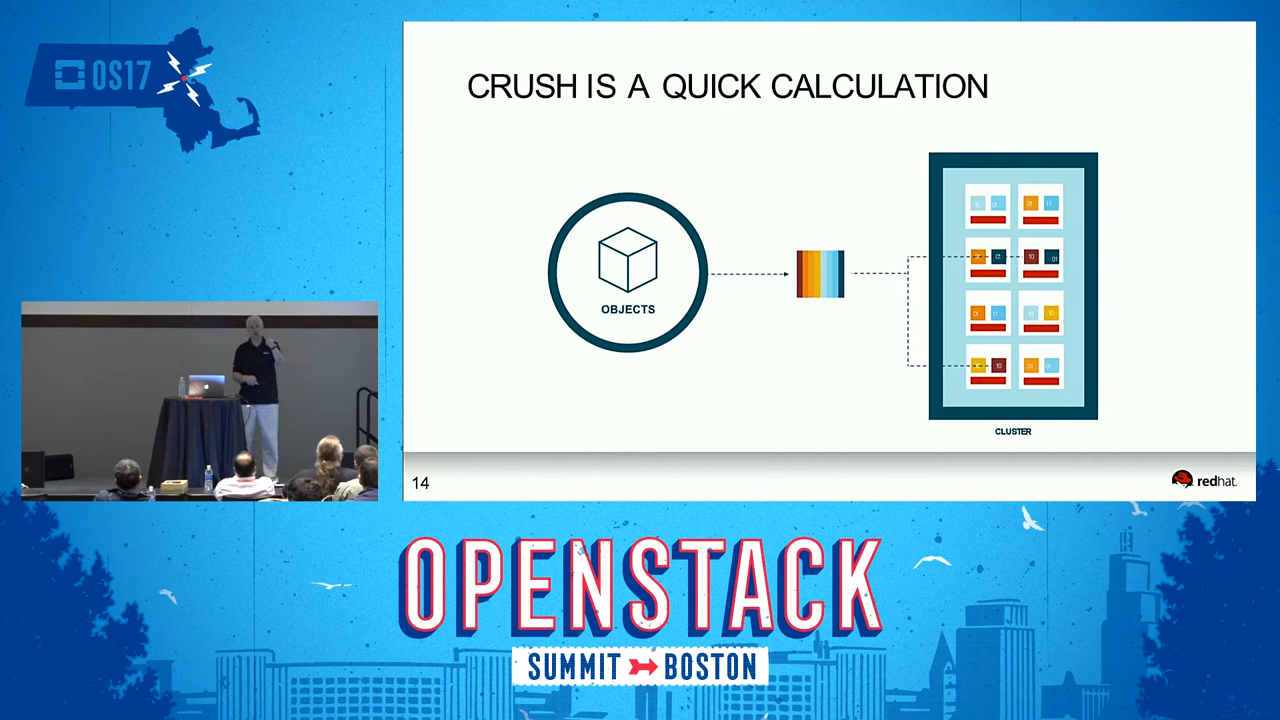 OS17
CRUSH IS A QUICK CALCULATION
OBJECTS
CLUSTER
14
redhat.
OPENSTACK
SUMMIT BOSTON